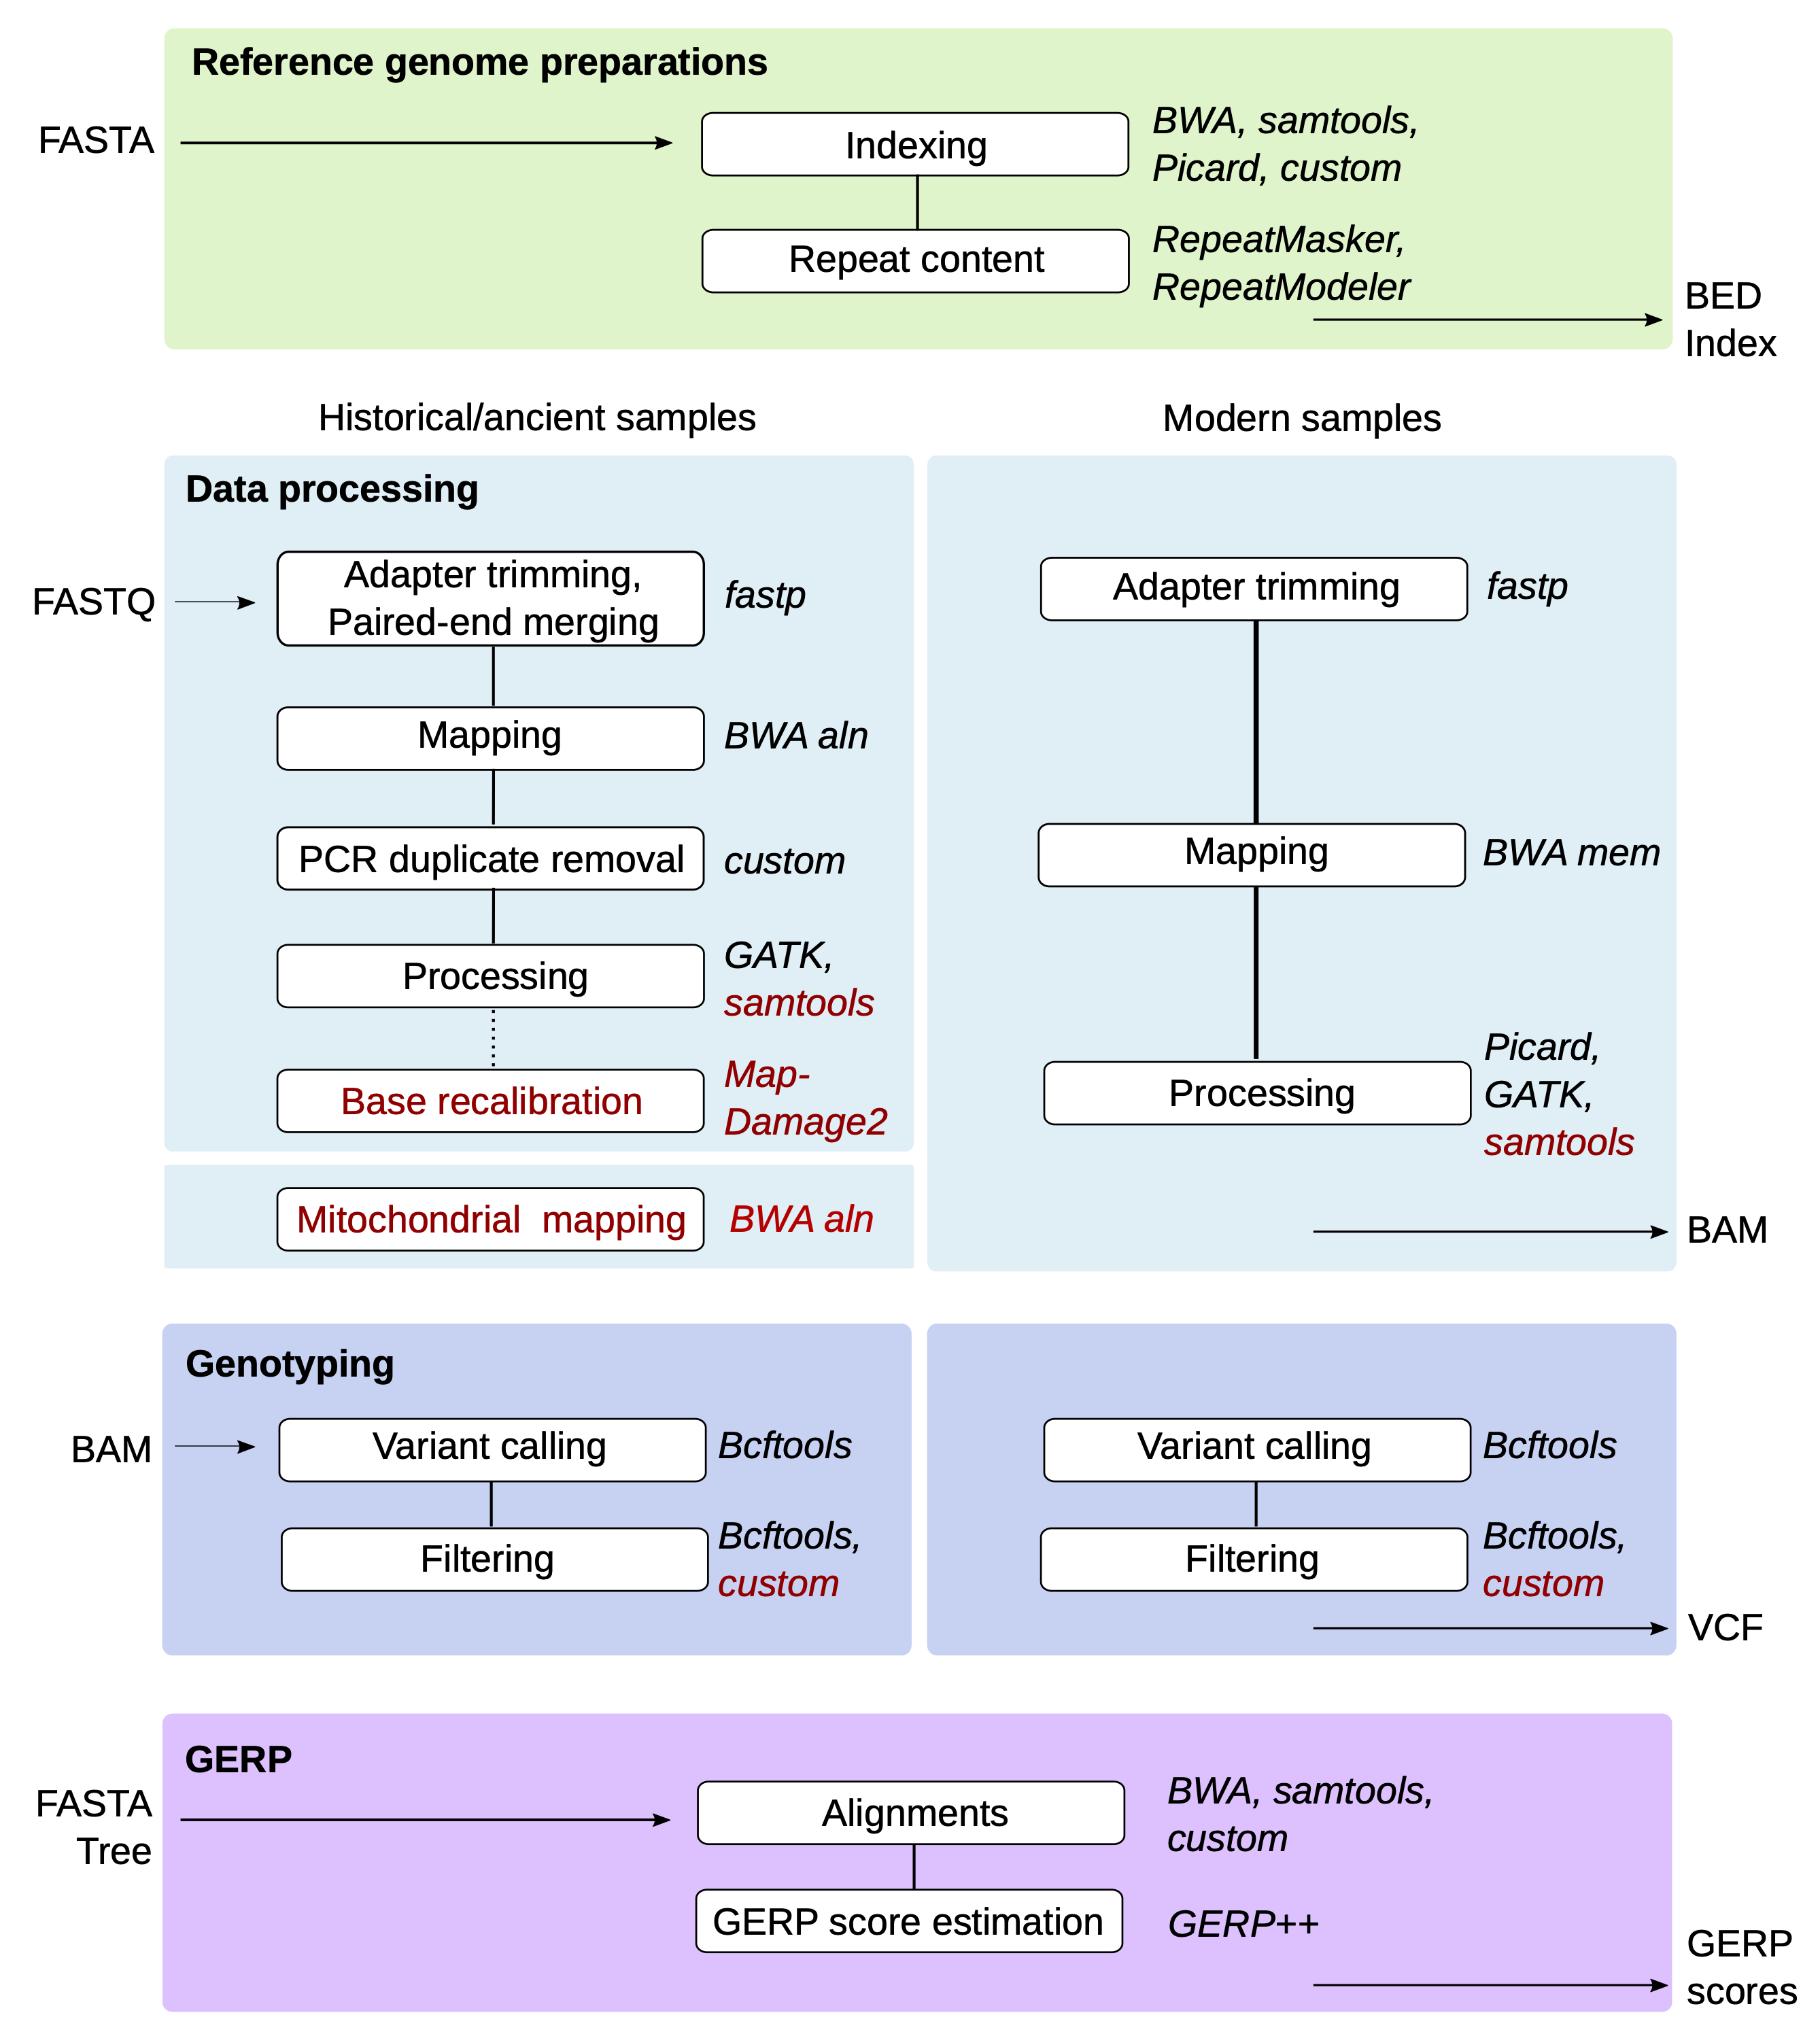 Reference genome preparations
FASTA
Indexing
BWA, samtools,
Picard, custom
Repeat content
RepeatMasker,
RepeatModeler
BED
Index
Historical/ancient samples
Modern samples
Data processing
FASTQ
Adapter trimming,
Paired-end merging
fastp
Mapping
BWA aln
PCR duplicate removal
custom
Processing
GATK,
samtools
Base recalibration
Map-
Damage2
Mitochondrial mapping
BWA aln
Adapter trimming
fastp
Mapping
BWA mem
Processing
Picard,
GATK,
samtools
BAM
Genotyping
BAM
Variant calling
Bcftools
Filtering
Bcftools,
custom
Variant calling
Bcftools
Filtering
Bcftools,
custom
VCF
GERP
FASTA
Tree
Alignments
BWA, samtools,
custom
GERP score estimation
GERP++
GERP
scores